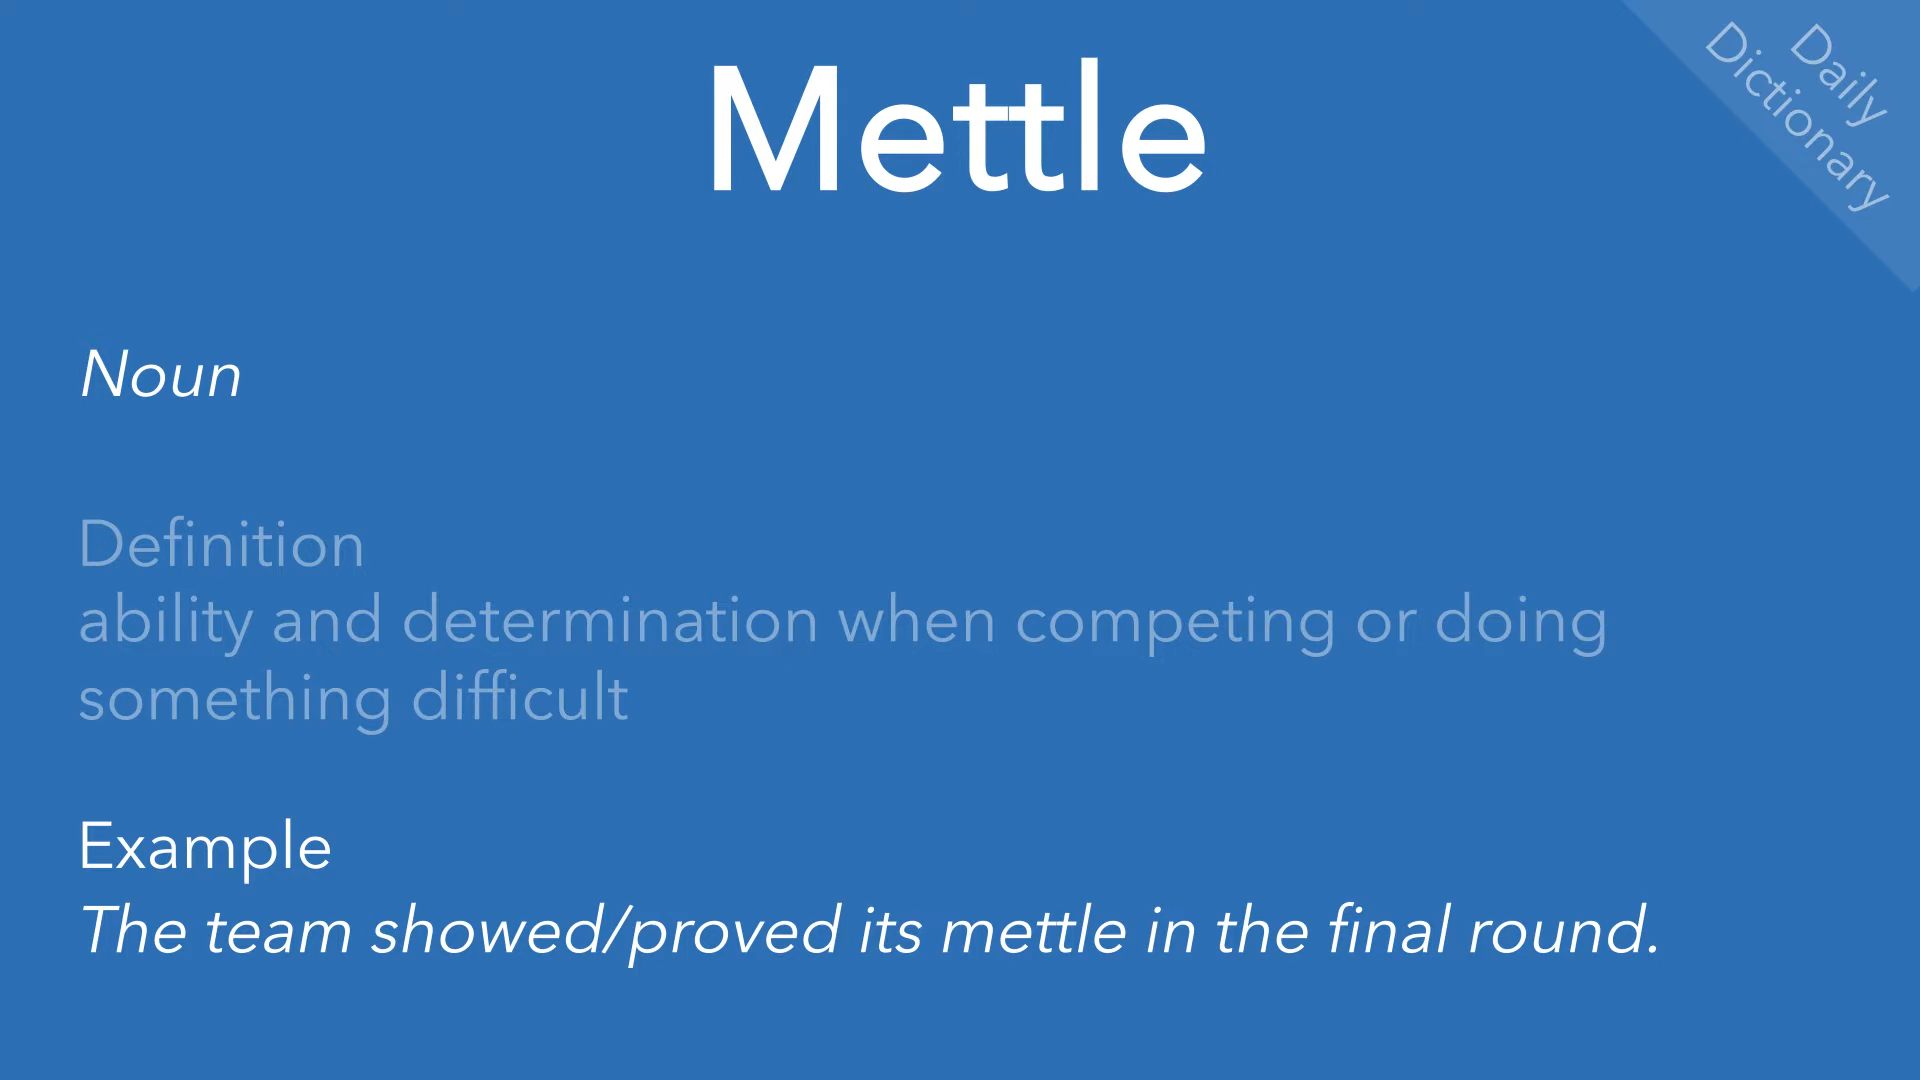 Mettle
Daily
Dictionary
Noun
Definition
ability and determination when competing or doing
something difficult
Example
The team showed/proved its mettle in the final round.